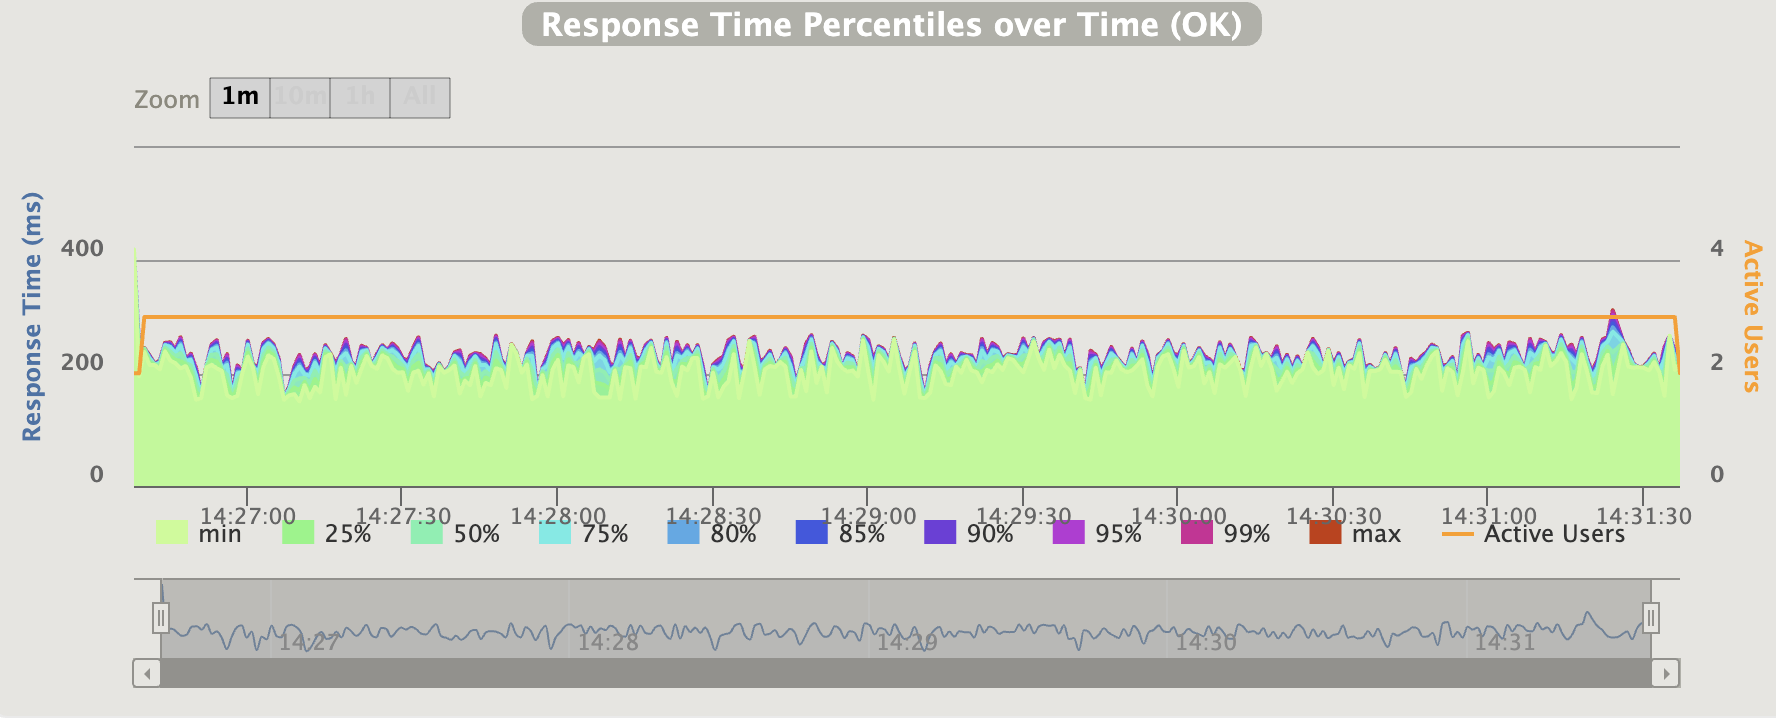 Response Time Percentiles over Time (OK)
Zoom 1m 10m 1h All
Response Time (ms)
400
200
0
4
2
0
Active Users
14:27:00 14:27:30 14:28:00 14:28:30 14:29:00 14:29:30 14:30:00 14:30:30 14:31:00 14:31:30
min 25% 50% 75% 80% 85% 90% 95% 99% max Active Users
14:27 14:28 14:29 14:30 14:31